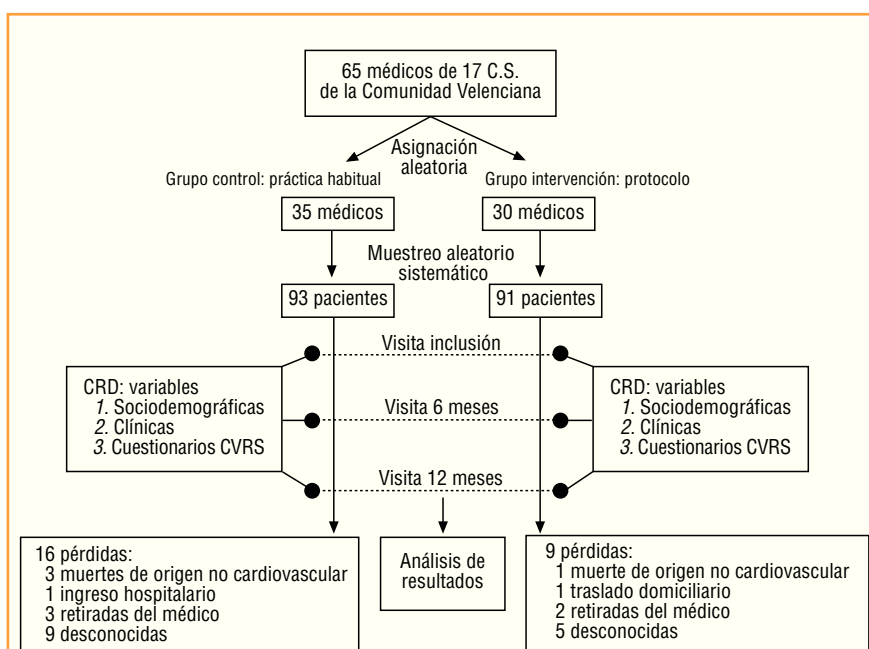 65 médicos de 17 C.S.
de la Comunidad Velenciana
Asignación
aleatoria
Grupo control: práctica habitual
Grupo intervención: protocolo
35 médicos
30 médicos
Muestreo aleatorio
sistemático
93 pacientes
91 pacientes
Visita inclusión
CRD: variables
1. Sociodemográficas
2. Clínicas
3. Cuestionarios CVRS
Visita 6 meses
CRD: variables
1. Sociodemográficas
2. Clínicas
3. Cuestionarios CVRS
Visita 12 meses
16 pérdidas:
3 muertes de origen no cardiovascular
1 ingreso hospitalario
3 retiradas del médico
9 desconocidas
Análisis de
resultados
9 pérdidas:
1 muerte de origen no cardiovascular
1 traslado domiciliario
2 retiradas del médico
5 desconocidas